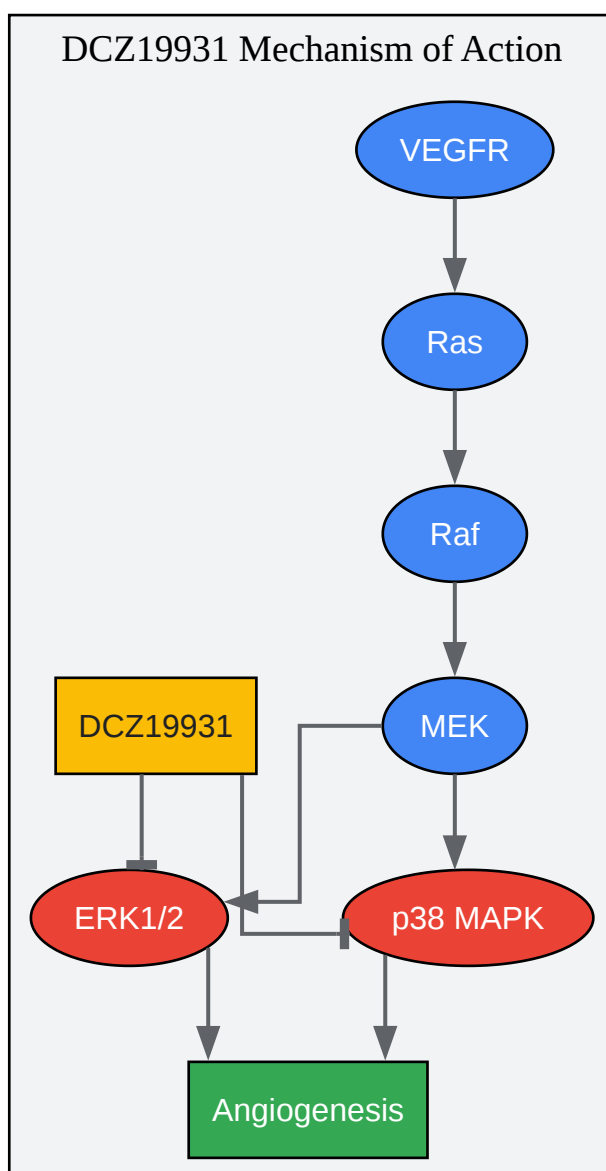 DCZ19931 Mechanism of Action
VEGFR
Ras
Raf
DCZ19931
MEK
ERK1/2
p38 MAPK
Angiogenesis